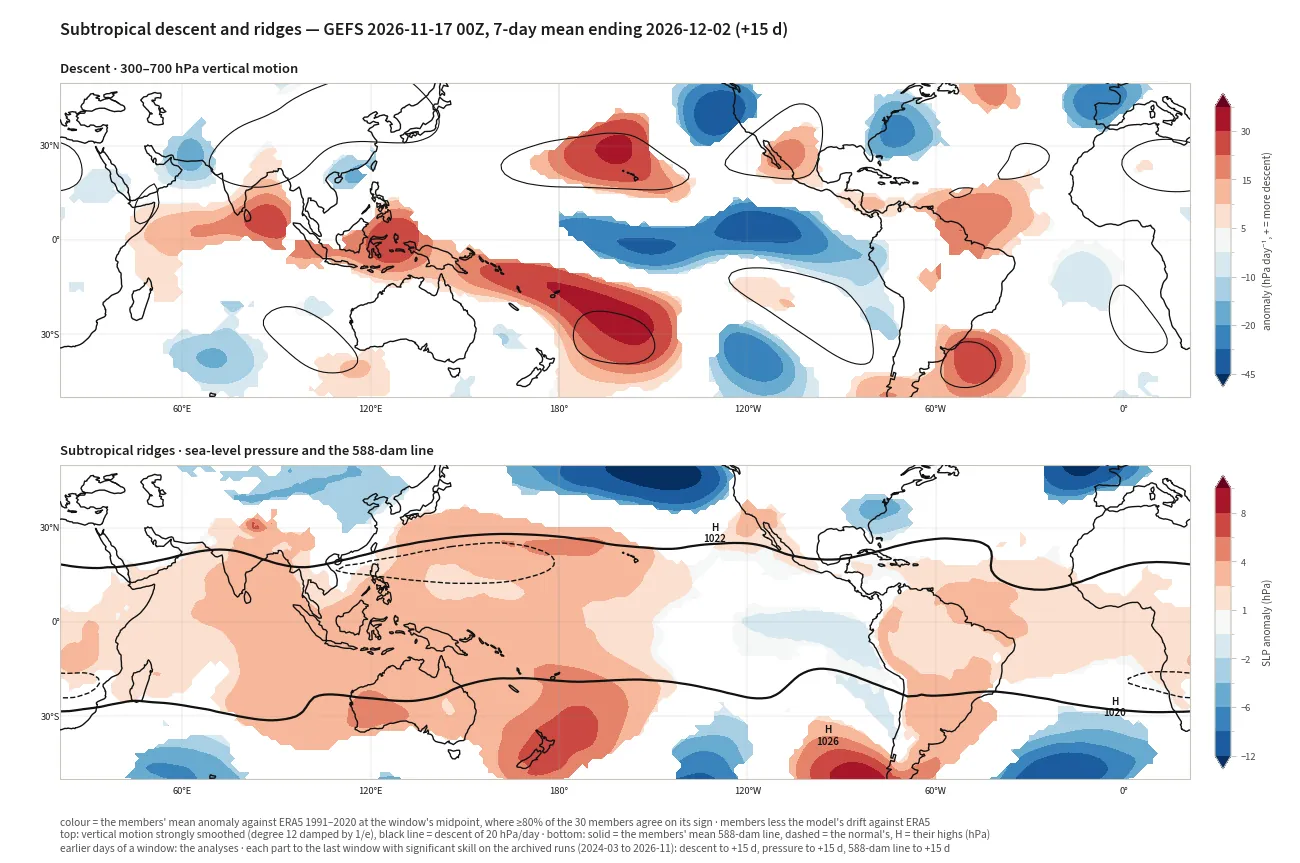 Subtropical descent and ridges — GEFS 2026-11-17 00Z, 7-day mean ending 2026-12-02 (+15 d)
Descent · 300–700 hPa vertical motion
30°N
0°
30°S
60°E
120°E
180°
120°W
60°W
0°
30
15
5
−10
−20
−45
anomaly (hPa day⁻¹, + = more descent)
Subtropical ridges · sea-level pressure and the 588-dam line
H
1022
H
1020
H
1026
30°N
0°
30°S
60°E
120°E
180°
120°W
60°W
0°
8
4
1
−2
−6
−12
SLP anomaly (hPa)
colour = the members' mean anomaly against ERA5 1991–2020 at the window's midpoint, where ≥80% of the 30 members agree on its sign · members less the model's drift against ERA5
top: vertical motion strongly smoothed (degree 12 damped by 1/e), black line = descent of 20 hPa/day · bottom: solid = the members' mean 588-dam line, dashed = the normal's, H = their highs (hPa)
earlier days of a window: the analyses · each part to the last window with significant skill on the archived runs (2024-03 to 2026-11): descent to +15 d, pressure to +15 d, 588-dam line to +15 d